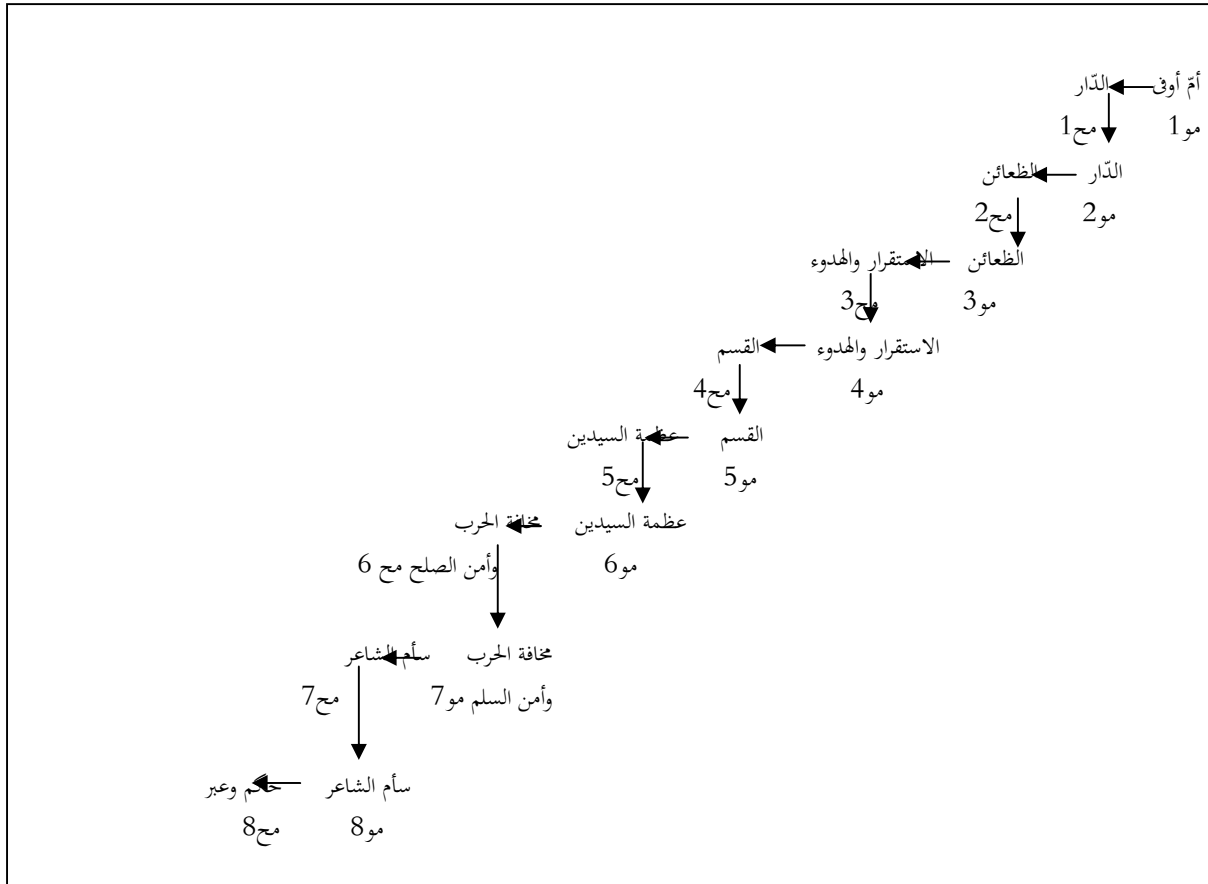 أمّ أوفى الدّار
مو1 مح1
الدّار الظعائن
مو2 مح2
الظعائن الاستقرار والهدوء
مو3 مح3
الاستقرار والهدوء القسم
مو4 مح4
القسم عظمة السيدين
مو5 مح5
عظمة السيدين مخافة الحرب
مو6 وأمن الصلح مح 6
مخافة الحرب سأم الشاعر
وأمن السلم مو7 مح7
سأم الشاعر حاكم وعبر
مو8 مح8